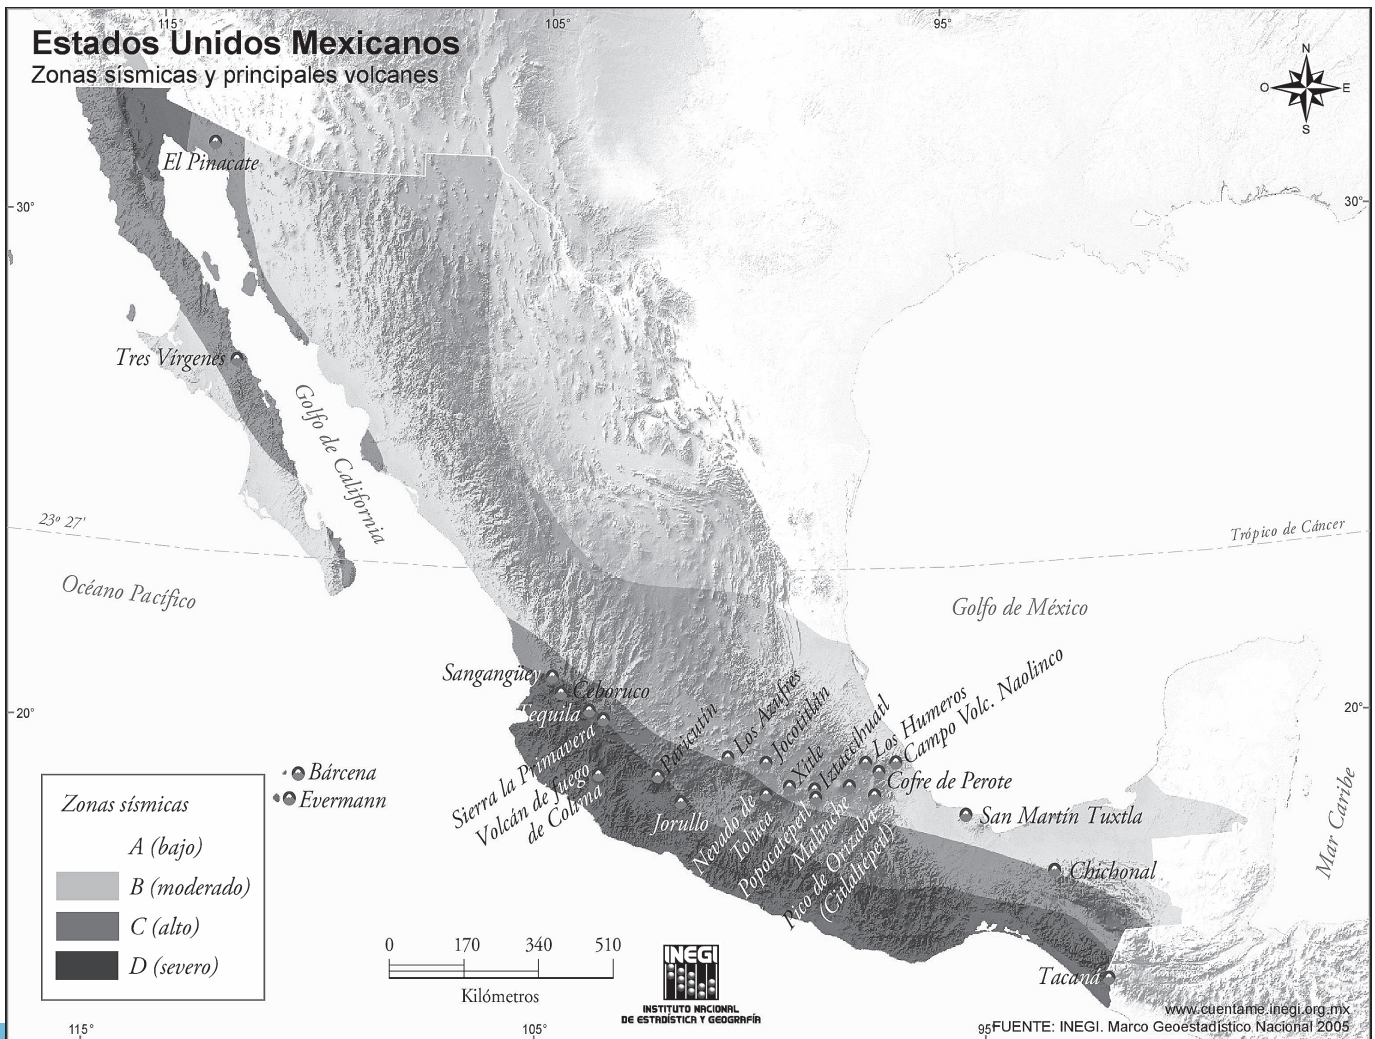 115°
105°
95°
Estados Unidos Mexicanos
Zonas sísmicas y principales volcanes
N
O
E
S
El Pinacate
30°
30°
Tres Vírgenes
Golfo de California
23º 27'
Trópico de Cáncer
Océano Pacífico
Golfo de México
Sangangüey
Ceboruco
Tequila
Sierra la Primavera
Volcán de fuego
de Colima
Paricutín
Jorullo
Los Azufres
Jocotitlán
Xitle
Iztaccíhuatl
Los Humeros
Campo Volc. Naolinco
Cofre de Perote
Nevado de
Toluca
Popocatépetl
Malinche
Pico de Orizaba
(Citlaltépetl)
San Martín Tuxtla
Chichonal
Tacaná
20°
20°
Bárcena
Evermann
Mar Caribe
Zonas sísmicas
A (bajo)
B (moderado)
C (alto)
D (severo)
0 170 340 510
Kilómetros
INEGI
INSTITUTO NACIONAL
DE ESTADÍSTICA Y GEOGRAFÍA
www.cuentame.inegi.org.mx
FUENTE: INEGI. Marco Geoestadístico Nacional 2005
115°
105°
95°